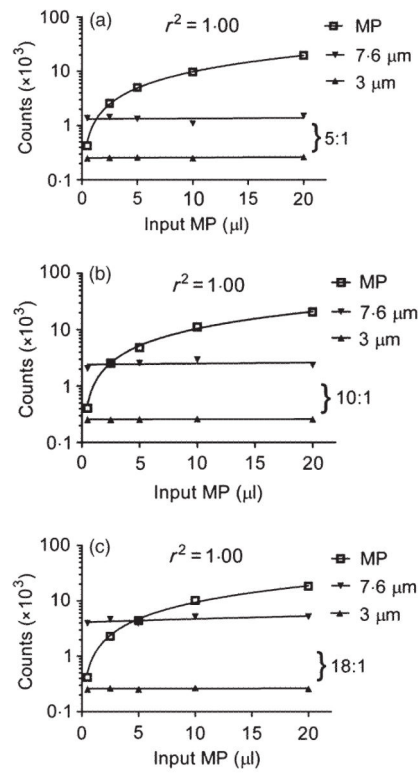 (a)
r² = 1·00
Counts (×10³)
100
10
1
0·1
0 5 10 15 20
Input MP (µl)
MP
7·6 µm
3 µm
5:1
(b)
r² = 1·00
Counts (×10³)
100
10
1
0·1
0 5 10 15 20
Input MP (µl)
MP
7·6 µm
3 µm
10:1
(c)
r² = 1·00
Counts (×10³)
100
10
1
0·1
0 5 10 15 20
Input MP (µl)
MP
7·6 µm
3 µm
18:1